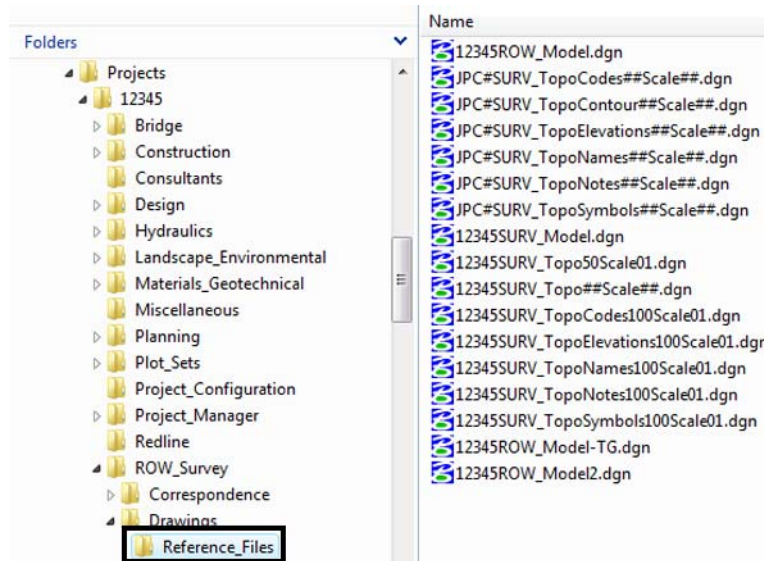 Folders
Projects
12345
Bridge
Construction
Consultants
Design
Hydraulics
Landscape_Environmental
Materials_Geotechnical
Miscellaneous
Planning
Plot_Sets
Project_Configuration
Project_Manager
Redline
ROW_Survey
Correspondence
Drawings
Reference_Files
Name
12345ROW_Model.dgn
JPC#SURV_TopoCodes##Scale##.dgn
JPC#SURV_TopoContour##Scale##.dgn
JPC#SURV_TopoElevations##Scale##.dgn
JPC#SURV_TopoNames##Scale##.dgn
JPC#SURV_TopoNotes##Scale##.dgn
JPC#SURV_TopoSymbols##Scale##.dgn
12345SURV_Model.dgn
12345SURV_Topo50Scale01.dgn
12345SURV_Topo##Scale##.dgn
12345SURV_TopoCodes100Scale01.dgn
12345SURV_TopoElevations100Scale01.dgn
12345SURV_TopoNames100Scale01.dgn
12345SURV_TopoNotes100Scale01.dgn
12345SURV_TopoSymbols100Scale01.dgn
12345ROW_Model-TG.dgn
12345ROW_Model2.dgn